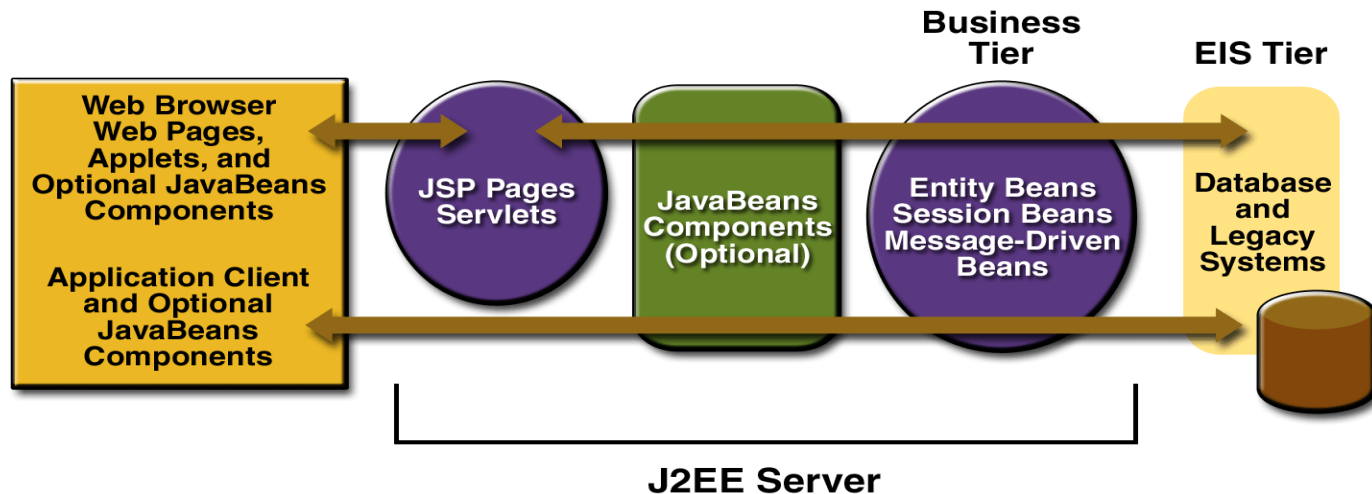 Business
Tier
EIS Tier
Web Browser
Web Pages,
Applets, and
Optional JavaBeans
Components
Application Client
and Optional
JavaBeans
Components
JSP Pages
Servlets
JavaBeans
Components
(Optional)
Entity Beans
Session Beans
Message-Driven
Beans
Database
and
Legacy
Systems
J2EE Server